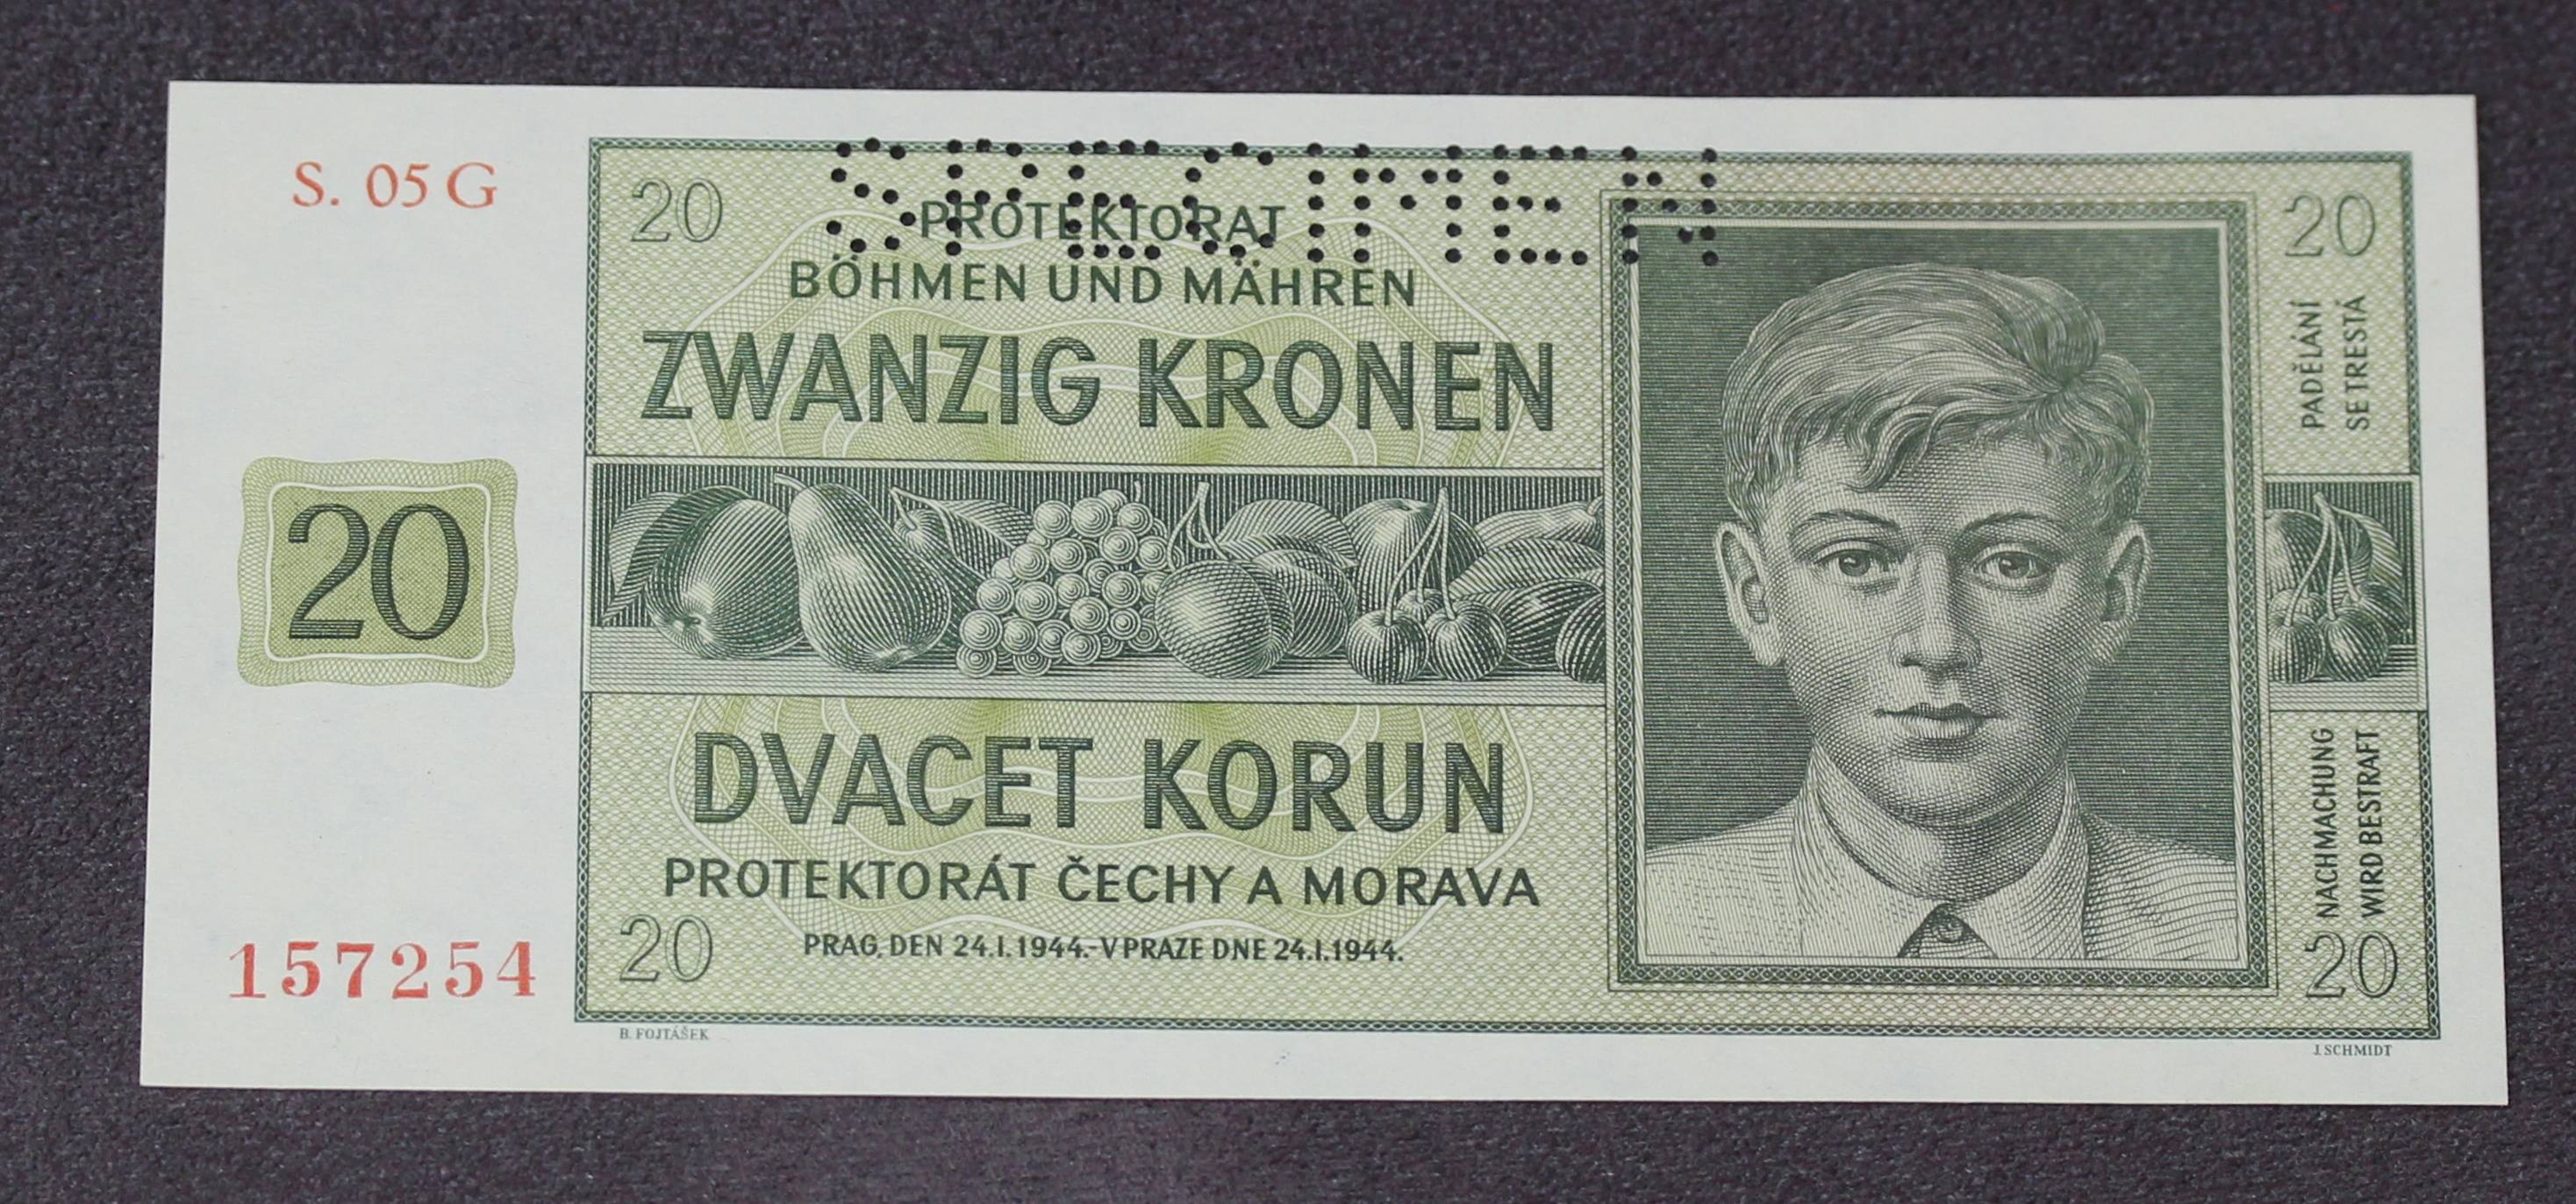 S. 05 G
SPECIMEN
20
20
PROTEKTORAT
BÖHMEN UND MÄHREN
ZWANZIG KRONEN
PADĚLÁNÍ
SE TRESTÁ
20
DVACET KORUN
PROTEKTORÁT ČECHY A MORAVA
NACHMACHUNG
WIRD BESTRAFT
20
PRAG, DEN 24.I.1944.-V PRAZE DNE 24.I.1944.
20
157254
B. FOJTÁŠEK
J. SCHMIDT